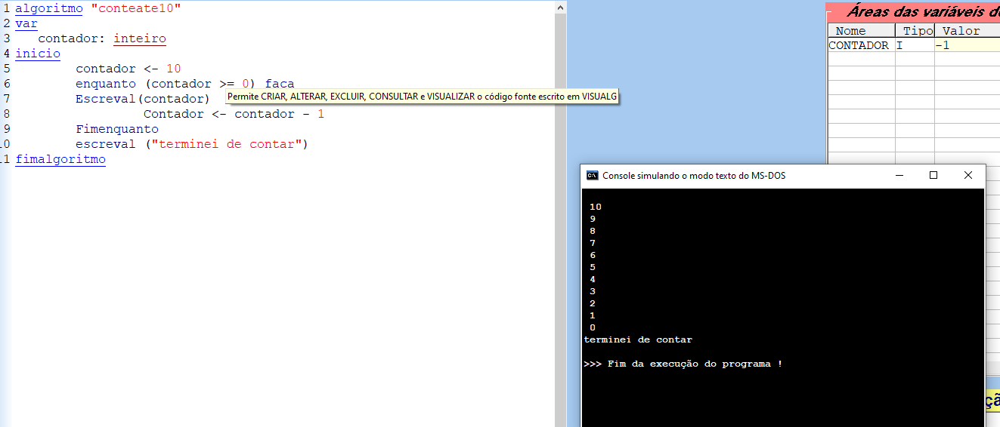 1 algoritmo "conteate10"
2 var
3 contador: inteiro
4 inicio
5 contador <- 10
6 enquanto (contador >= 0) faca
7 Escreval(contador)
Permite CRIAR, ALTERAR, EXCLUIR, CONSULTAR e VISUALIZAR o código fonte escrito em VISUALG
8 Contador <- contador - 1
9 Fimenquanto
10 escreval ("terminei de contar")
11 fimalgoritmo
Áreas das variáveis
Nome Tipo Valor
CONTADOR I -1
Console simulando o modo texto do MS-DOS
10
9
8
7
6
5
4
3
2
1
0
terminei de contar
>>> Fim da execução do programa !